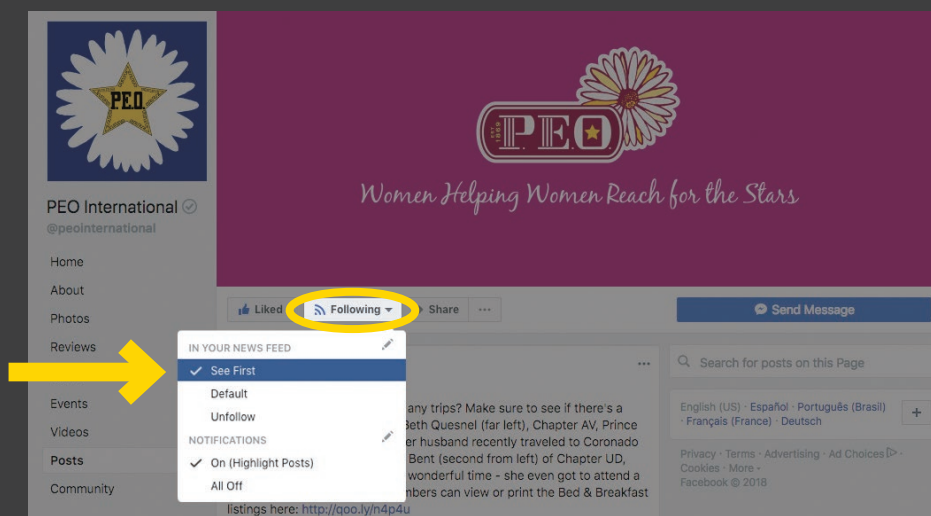 P.E.O.
EST 1869
P.E.O.
Women Helping Women Reach for the Stars
PEO International
@peointernational
Home
About
Photos
Reviews
Events
Videos
Posts
Community
Liked
Following
Share
Send Message
IN YOUR NEWS FEED
See First
Default
Unfollow
NOTIFICATIONS
On (Highlight Posts)
All Off
any trips? Make sure to see if there's a
Beth Quesnel (far left), Chapter AV, Prince
er husband recently traveled to Coronado
Bent (second from left) of Chapter UD,
wonderful time - she even got to attend a
mbers can view or print the Bed & Breakfast
listings here: http://goo.ly/n4p4u
Search for posts on this Page
English (US) · Español · Português (Brasil)
· Français (France) · Deutsch
Privacy · Terms · Advertising · Ad Choices ·
Cookies · More
Facebook © 2018